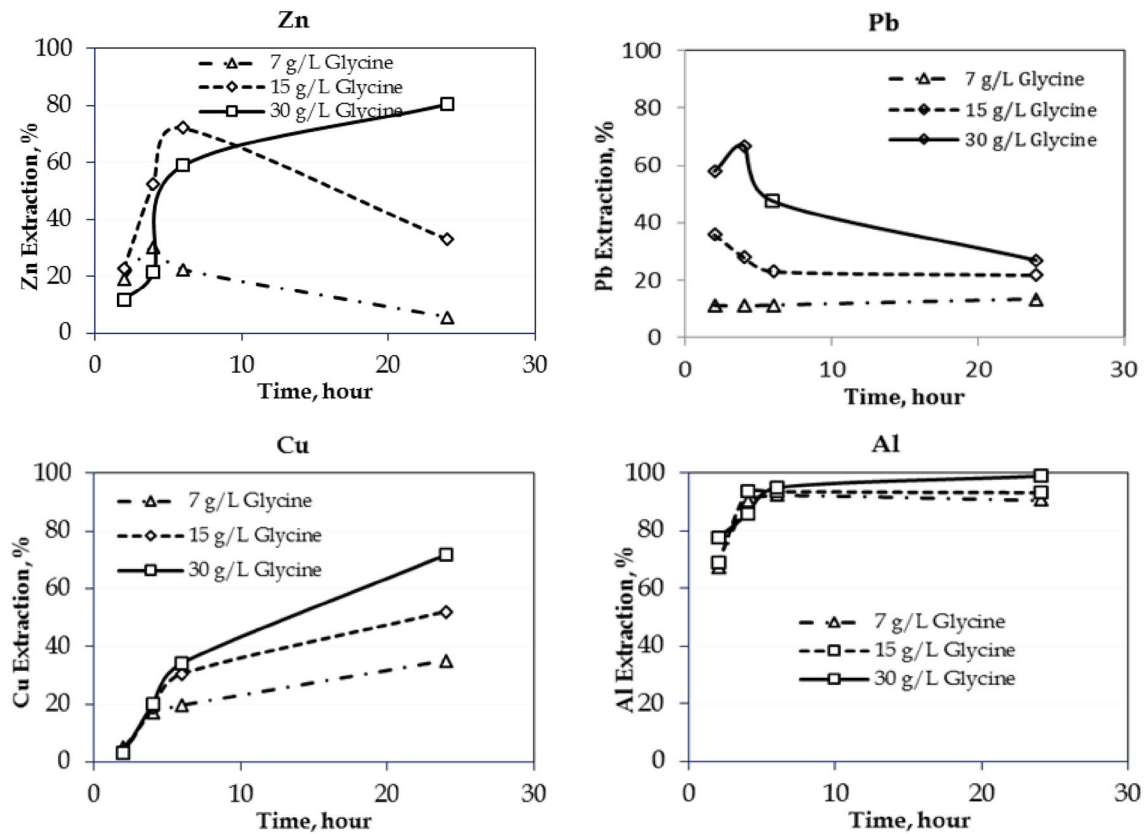 Zn
100
80
60
40
20
0
Zn Extraction, %
7 g/L Glycine
15 g/L Glycine
30 g/L Glycine
0 10 20 30
Time, hour
Pb
100
80
60
40
20
0
Pb Extraction, %
7 g/L Glycine
15 g/L Glycine
30 g/L Glycine
0 10 20 30
Time, hour
Cu
100
80
60
40
20
0
Cu Extraction, %
7 g/L Glycine
15 g/L Glycine
30 g/L Glycine
0 10 20 30
Time, hour
Al
100
80
60
40
20
0
Al Extraction, %
7 g/L Glycine
15 g/L Glycine
30 g/L Glycine
0 10 20 30
Time, hour